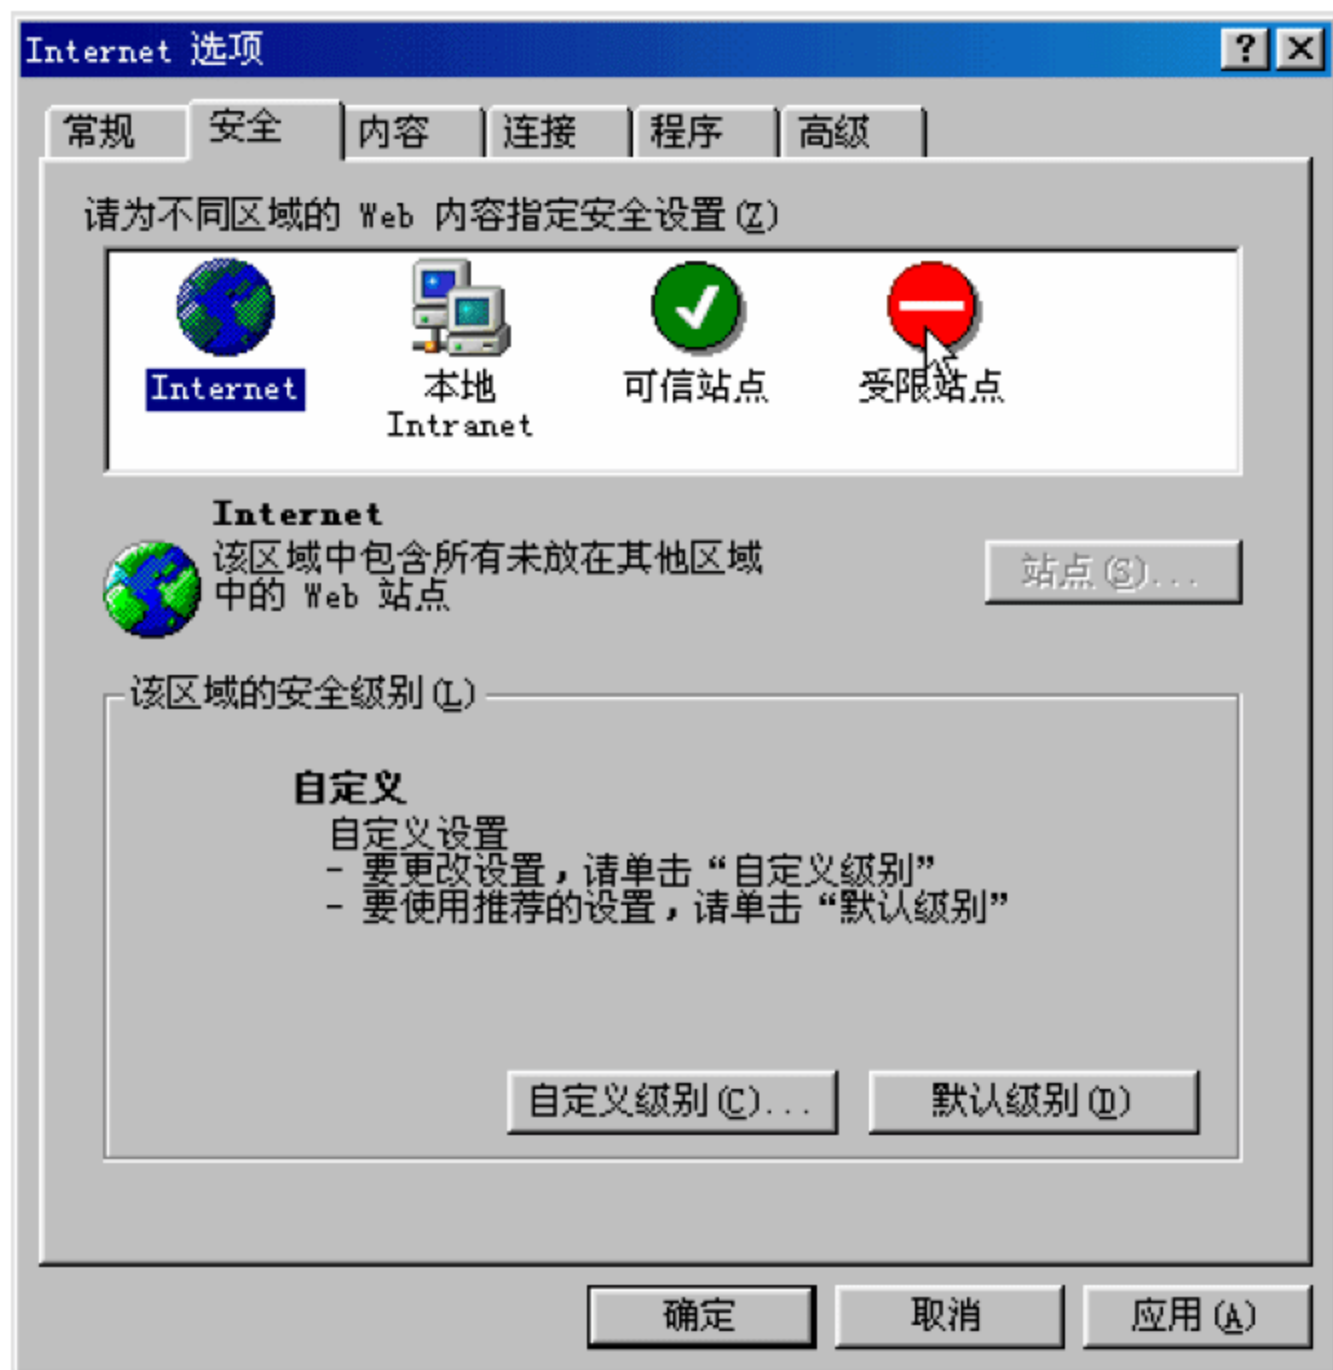 Internet 选项
常规 安全 内容 连接 程序 高级
请为不同区域的 Web 内容指定安全设置(Z)
Internet 本地 可信站点 受限站点
Intranet
Internet
该区域中包含所有未放在其他区域
中的 Web 站点
站点(S)...
该区域的安全级别(L)
自定义
自定义设置
- 要更改设置，请单击“自定义级别”
- 要使用推荐的设置，请单击“默认级别”
自定义级别(C)... 默认级别(D)
确定 取消 应用(A)